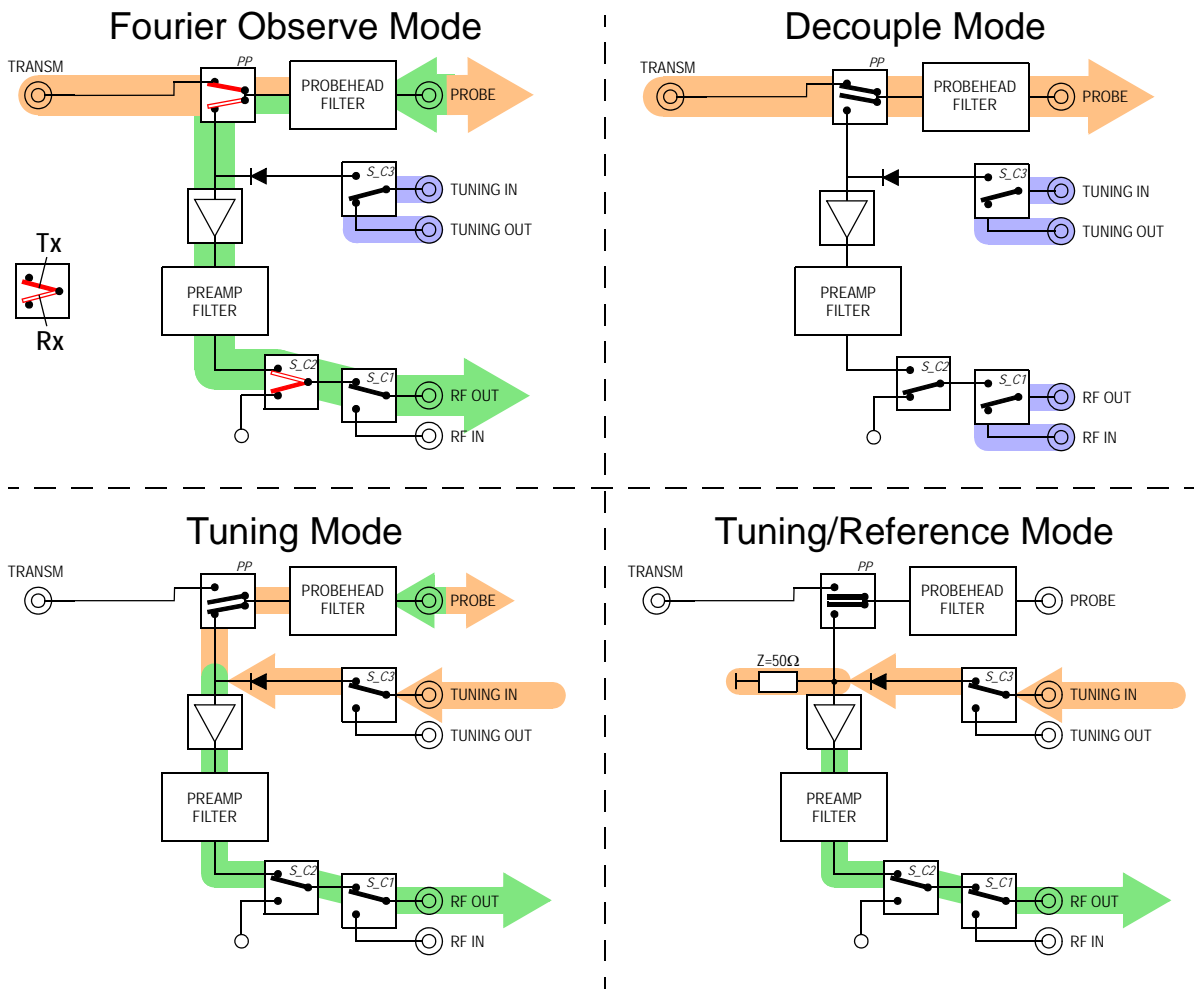 Fourier Observe Mode
TRANSM
PP
PROBEHEAD
FILTER
PROBE
S_C3
TUNING IN
TUNING OUT
Tx
Rx
PREAMP
FILTER
S_C2
S_C1
RF OUT
RF IN
Decouple Mode
TRANSM
PP
PROBEHEAD
FILTER
PROBE
S_C3
TUNING IN
TUNING OUT
PREAMP
FILTER
S_C2
S_C1
RF OUT
RF IN
Tuning Mode
TRANSM
PP
PROBEHEAD
FILTER
PROBE
S_C3
TUNING IN
TUNING OUT
PREAMP
FILTER
S_C2
S_C1
RF OUT
RF IN
Tuning/Reference Mode
TRANSM
PP
PROBEHEAD
FILTER
PROBE
Z=50Ω
S_C3
TUNING IN
TUNING OUT
PREAMP
FILTER
S_C2
S_C1
RF OUT
RF IN